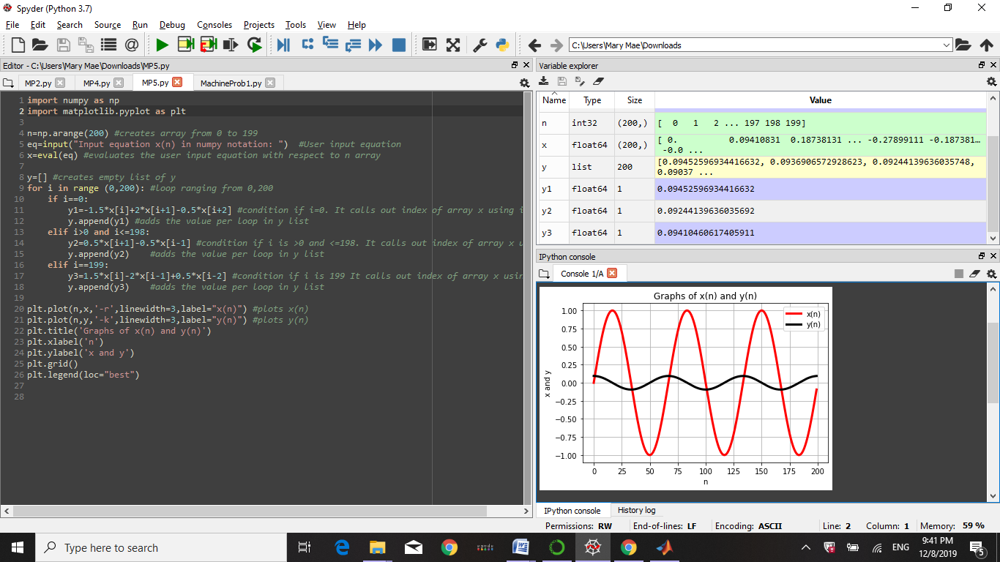 Spyder (Python 3.7)
File Edit Search Source Run Debug Consoles Projects Tools View Help
C:\Users\Mary Mae\Downloads
Editor - C:\Users\Mary Mae\Downloads\MP5.py
MP2.py MP4.py MP5.py MachineProb1.py
1 import numpy as np
2 import matplotlib.pyplot as plt
3
4 n=np.arange(200) #creates array from 0 to 199
5 eq=input("Input equation x(n) in numpy notation: ")  #User input equation
6 x=eval(eq) #evaluates the user input equation with respect to n array
7
8 y=[] #creates empty list of y
9 for i in range (0,200): #loop ranging from 0,200
10     if i==0:
11         y1=-1.5*x[i]+2*x[i+1]-0.5*x[i+2] #condition if i=0. It calls out index of array x using i
12         y.append(y1) #adds the value per loop in y list
13     elif i>0 and i<=198:
14         y2=0.5*x[i+1]-0.5*x[i-1] #condition if i is >0 and <=198. It calls out index of array x u
15         y.append(y2)    #adds the value per loop in y list
16     elif i==199:
17         y3=1.5*x[i]-2*x[i-1]+0.5*x[i-2] #condition if i is 199 It calls out index of array x usin
18         y.append(y3)    #adds the value per loop in y list
19
20 plt.plot(n,x,'-r',linewidth=3,label="x(n)") #plots x(n)
21 plt.plot(n,y,'-k',linewidth=3,label="y(n)") #plots y(n)
22 plt.title('Graphs of x(n) and y(n)')
23 plt.xlabel('n')
24 plt.ylabel('x and y')
25 plt.grid()
26 plt.legend(loc="best")
27
28
Variable explorer
Name Type Size Value
n int32 (200,) [  0   1   2 ... 197 198 199]
x float64 (200,) [ 0.          0.09410831  0.18738131 ... -0.27899111 -0.187381…
-0.0 ...
y list 200 [0.09452596934416632, 0.0936906572928623, 0.09244139636035748,
0.09037 ...
y1 float64 1 0.09452596934416632
y2 float64 1 0.09244139636035692
y3 float64 1 0.09410460617405911
IPython console
Console 1/A
Graphs of x(n) and y(n)
x(n)
y(n)
1.00
0.75
0.50
0.25
0.00
−0.25
−0.50
−0.75
−1.00
x and y
0 25 50 75 100 125 150 175 200
n
IPython console History log
Permissions: RW End-of-lines: LF Encoding: ASCII Line: 2 Column: 1 Memory: 59 %
Type here to search
ENG
9:41 PM
12/8/2019
5